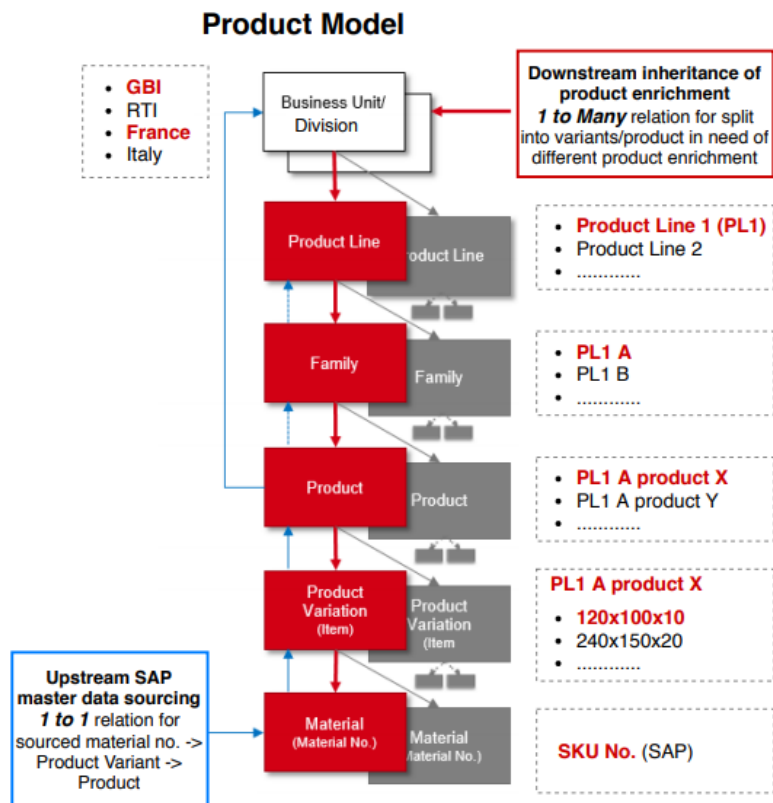 Product Model
• GBI
• RTI
• France
• Italy
Business Unit/
Division
Downstream inheritance of
product enrichment
1 to Many relation for split
into variants/product in need of
different product enrichment
Product Line
roduct Line
• Product Line 1 (PL1)
• Product Line 2
• ............
Family
Family
• PL1 A
• PL1 B
• ............
Product
Product
• PL1 A product X
• PL1 A product Y
• ............
Product
Variation
(Item)
Product
Variation
(Item
PL1 A product X
• 120x100x10
• 240x150x20
• ............
Upstream SAP
master data sourcing
1 to 1 relation for
sourced material no. ->
Product Variant ->
Product
Material
(Material No.)
Material
Material No.)
SKU No. (SAP)